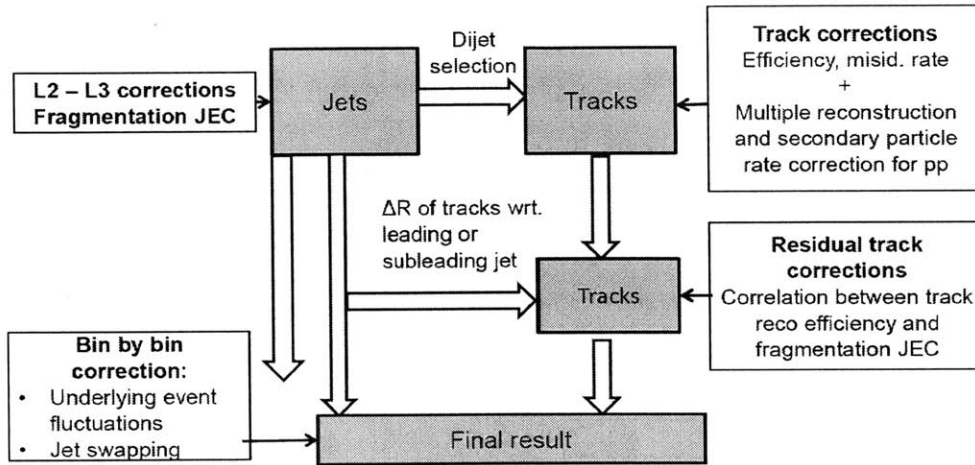 Dijet
selection
L2 – L3 corrections
Fragmentation JEC
Jets
Tracks
Track corrections
Efficiency, misid. rate
+
Multiple reconstruction
and secondary particle
rate correction for pp
ΔR of tracks wrt.
leading or
subleading jet
Tracks
Residual track
corrections
Correlation between track
reco efficiency and
fragmentation JEC
Bin by bin
correction:
• Underlying event
fluctuations
• Jet swapping
Final result